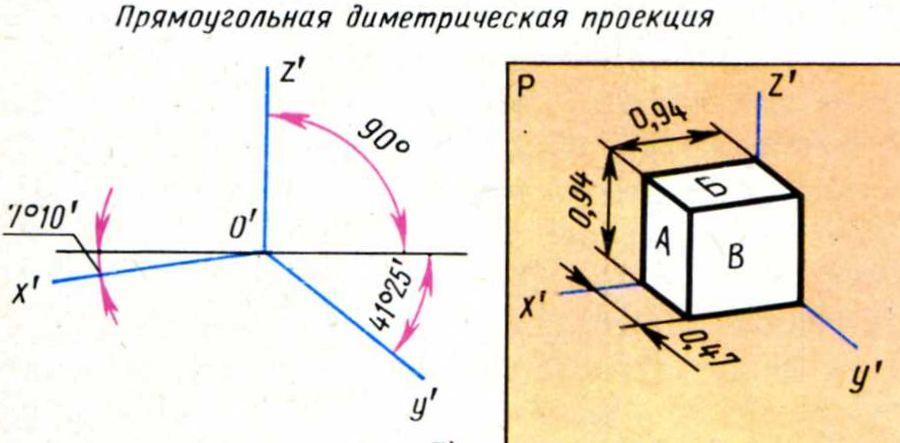 Прямоугольная диметрическая проекция
Z'
90°
7°10'
O'
X'
41°25'
y'
P
Z'
0,94
0,94
Б
А
В
X'
0,47
y'